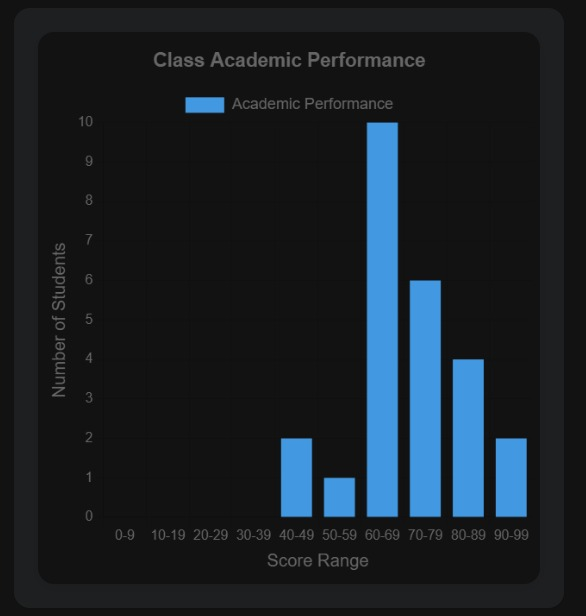 Class Academic Performance
Academic Performance
10
9
8
7
6
5
4
3
2
1
0
Number of Students
0-9 10-19 20-29 30-39 40-49 50-59 60-69 70-79 80-89 90-99
Score Range